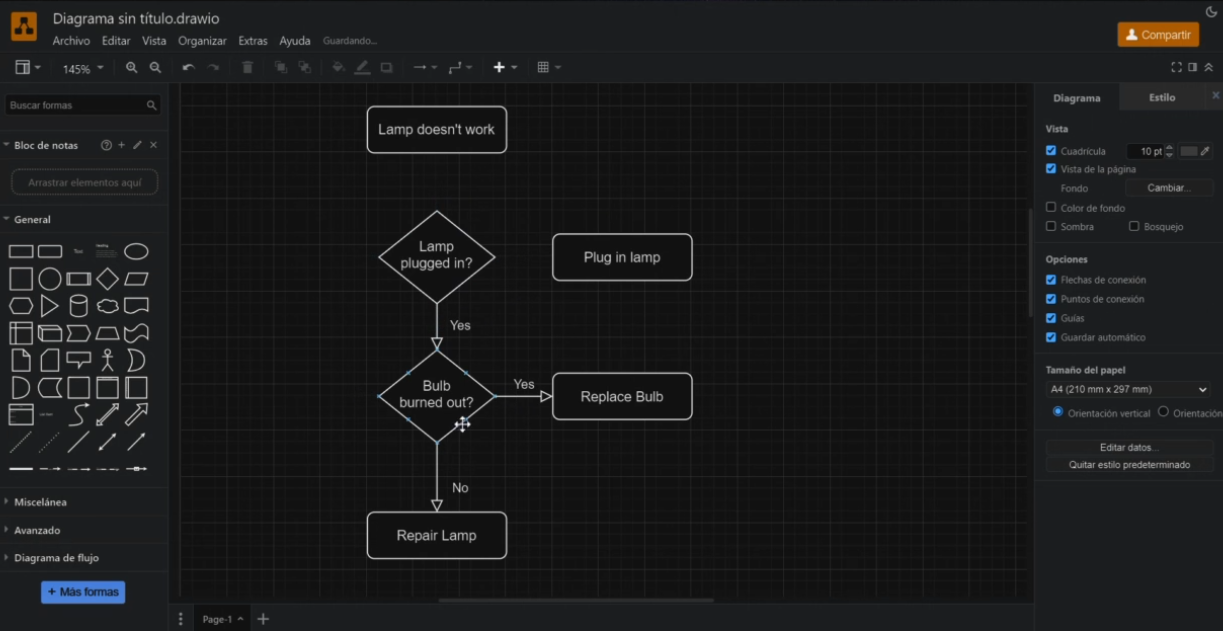 Diagrama sin título.drawio
Archivo Editar Vista Organizar Extras Ayuda Guardando...
Compartir
145%
Buscar formas
Bloc de notas
Arrastrar elementos aquí
General
Text
Heading
Miscelánea
Avanzado
Diagrama de flujo
+ Más formas
Lamp doesn't work
Lamp
plugged in?
Plug in lamp
Yes
Bulb
burned out?
Yes
Replace Bulb
No
Repair Lamp
Page-1
Diagrama Estilo
Vista
Cuadrícula 10 pt
Vista de la página
Fondo Cambiar...
Color de fondo
Sombra Bosquejo
Opciones
Flechas de conexión
Puntos de conexión
Guías
Guardar automático
Tamaño del papel
A4 (210 mm x 297 mm)
Orientación vertical Orientación
Editar datos...
Quitar estilo predeterminado